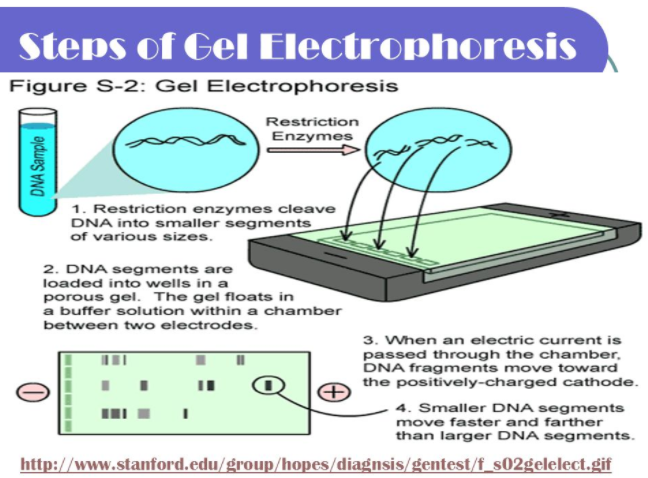 Steps of Gel Electrophoresis
Figure S-2: Gel Electrophoresis
DNA Sample
Restriction
Enzymes
1. Restriction enzymes cleave
DNA into smaller segments
of various sizes.
2. DNA segments are
loaded into wells in a
porous gel. The gel floats in
a buffer solution within a chamber
between two electrodes.
3. When an electric current is
passed through the chamber,
DNA fragments move toward
the positively-charged cathode.
4. Smaller DNA segments
move faster and farther
than larger DNA segments.
http://www.stanford.edu/group/hopes/diagnsis/gentest/f_s02gelelect.gif